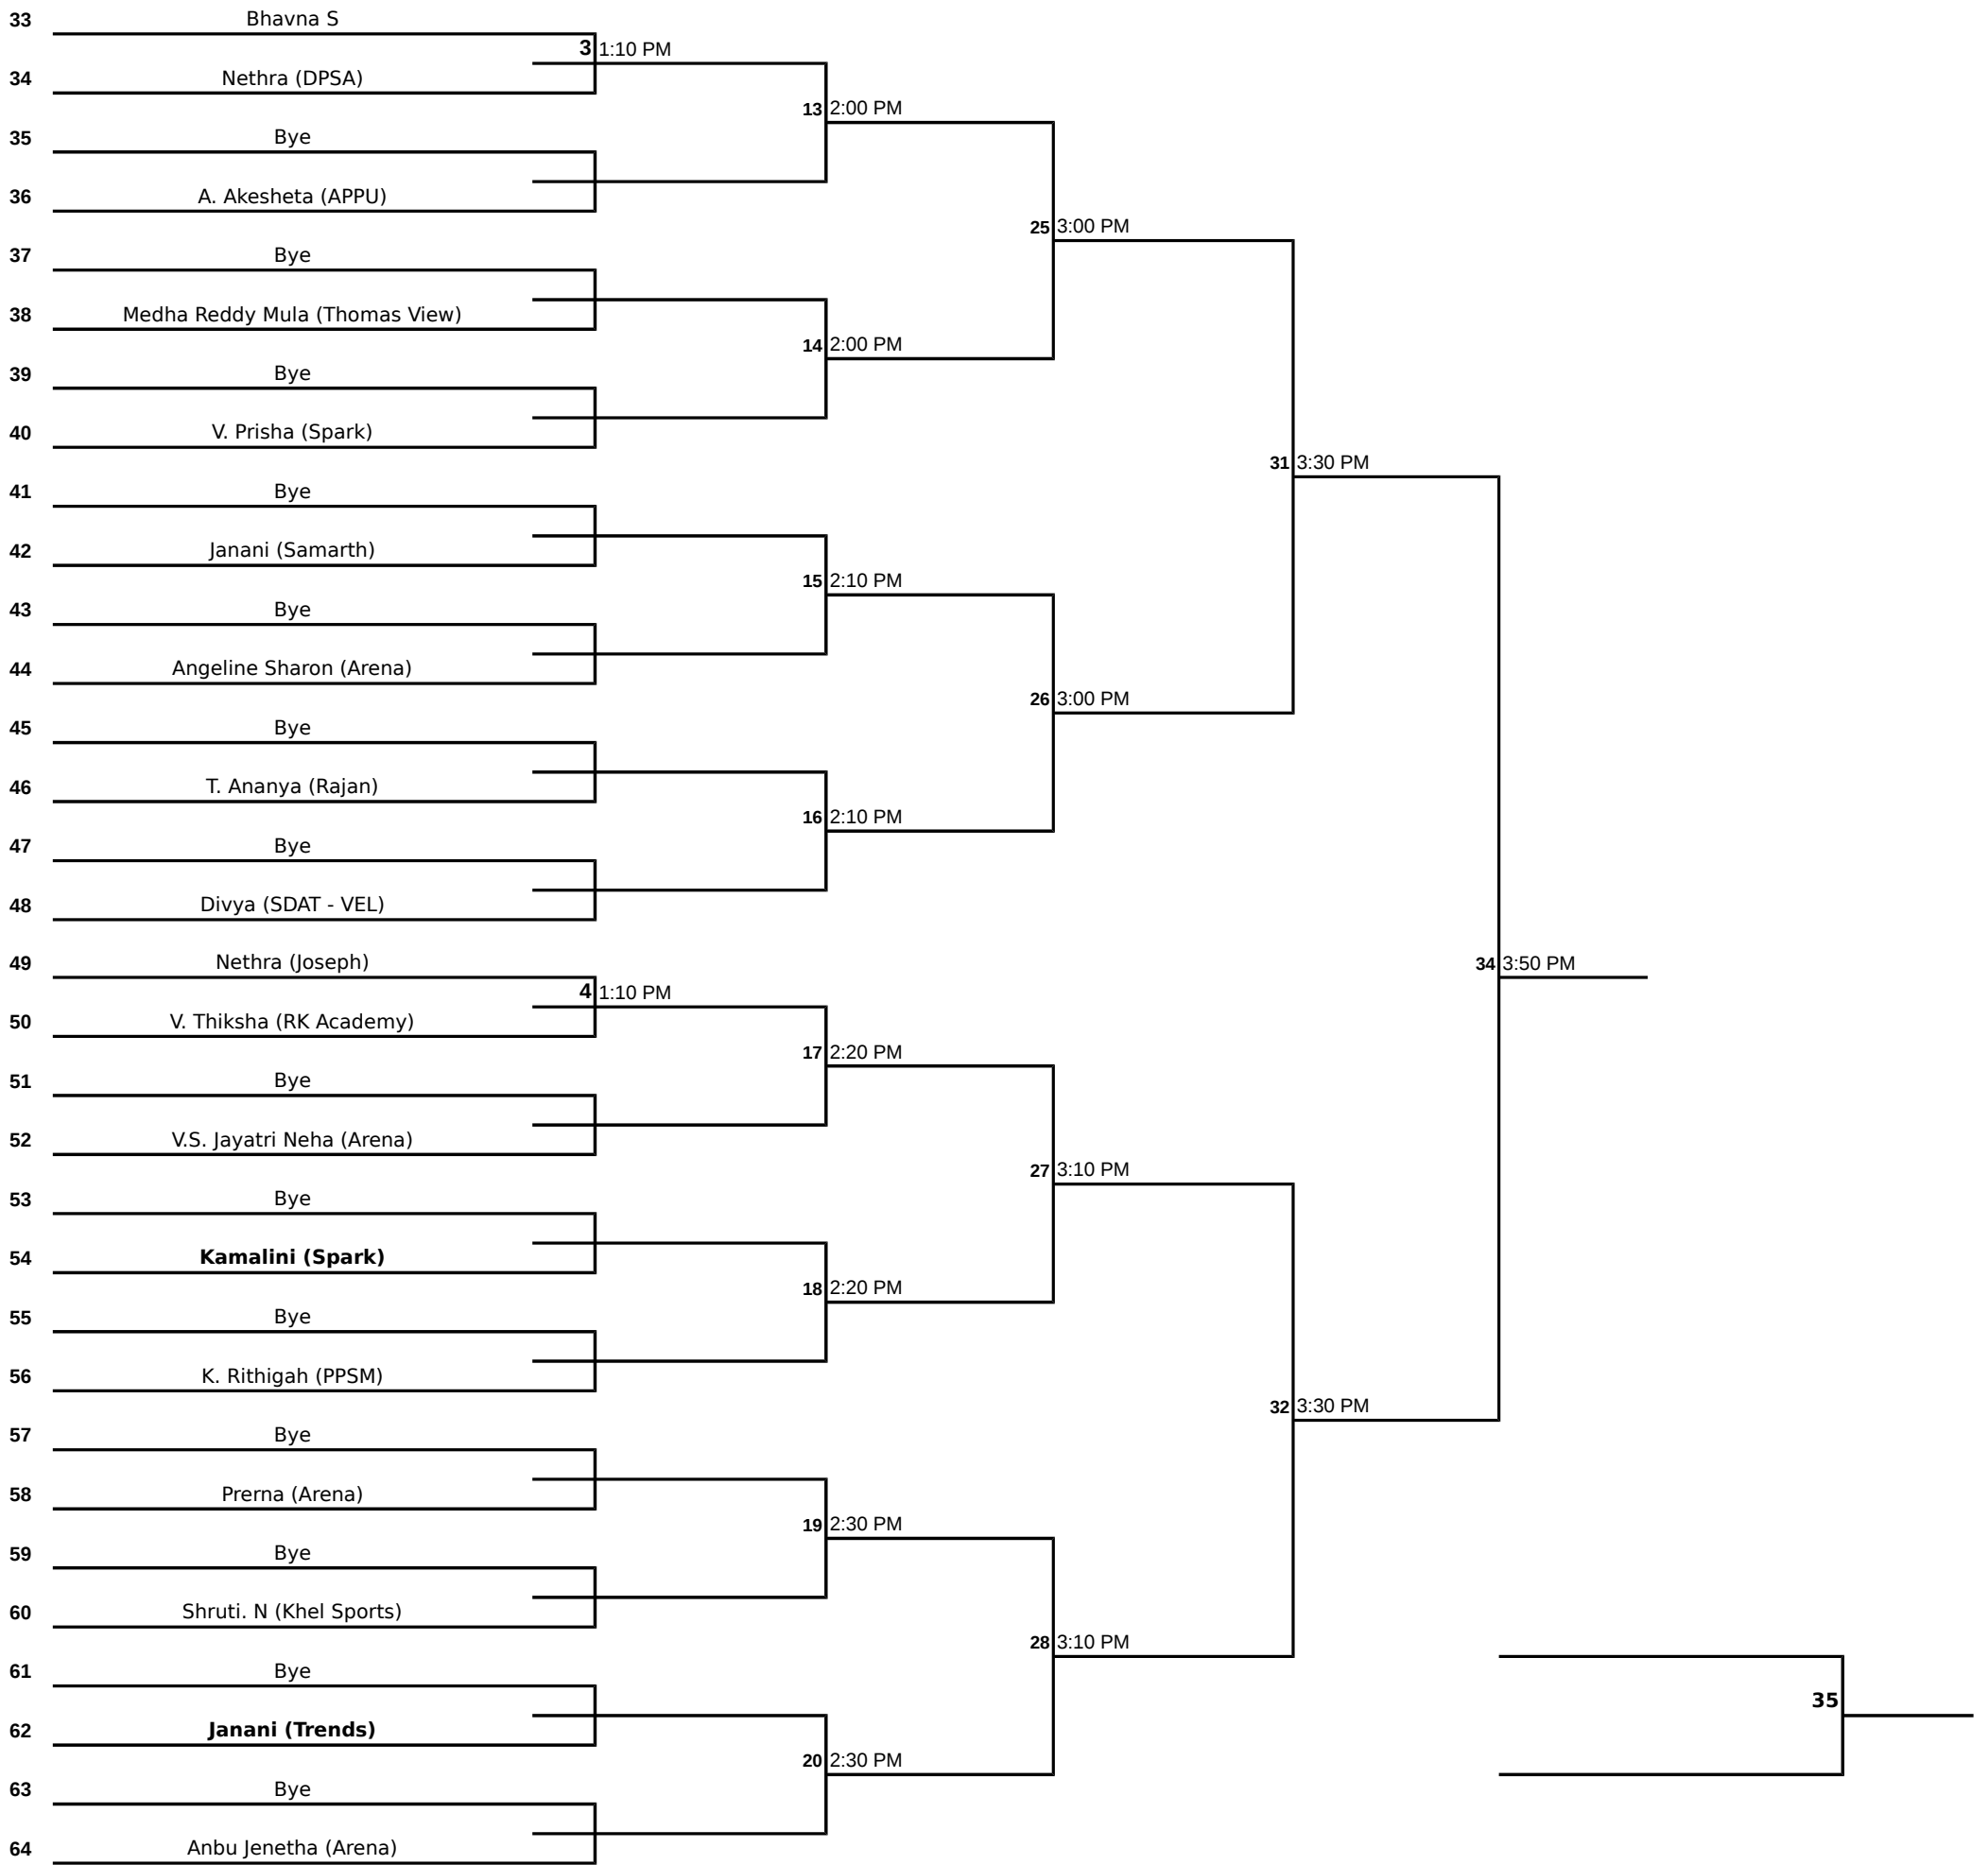 33 Bhavna S
3 1:10 PM
34 Nethra (DPSA)
13 2:00 PM
35 Bye
36 A. Akesheta (APPU)
25 3:00 PM
37 Bye
38 Medha Reddy Mula (Thomas View)
14 2:00 PM
39 Bye
40 V. Prisha (Spark)
31 3:30 PM
41 Bye
42 Janani (Samarth)
15 2:10 PM
43 Bye
44 Angeline Sharon (Arena)
26 3:00 PM
45 Bye
46 T. Ananya (Rajan)
16 2:10 PM
47 Bye
48 Divya (SDAT - VEL)
49 Nethra (Joseph)
34 3:50 PM
4 1:10 PM
50 V. Thiksha (RK Academy)
17 2:20 PM
51 Bye
52 V.S. Jayatri Neha (Arena)
27 3:10 PM
53 Bye
54 Kamalini (Spark)
18 2:20 PM
55 Bye
56 K. Rithigah (PPSM)
32 3:30 PM
57 Bye
58 Prerna (Arena)
19 2:30 PM
59 Bye
60 Shruti. N (Khel Sports)
28 3:10 PM
61 Bye
35
62 Janani (Trends)
20 2:30 PM
63 Bye
64 Anbu Jenetha (Arena)